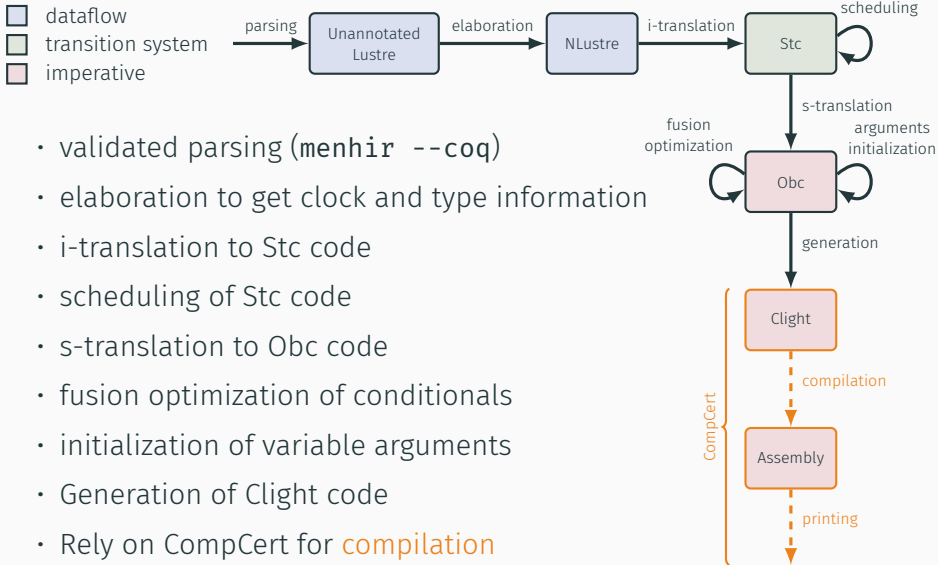 dataflow
transition system
imperative
parsing
Unannotated
Lustre
elaboration
NLustre
i-translation
Stc
scheduling
s-translation
fusion
optimization
arguments
initialization
Obc
generation
Clight
compilation
CompCert
Assembly
printing
• validated parsing (menhir --coq)
• elaboration to get clock and type information
• i-translation to Stc code
• scheduling of Stc code
• s-translation to Obc code
• fusion optimization of conditionals
• initialization of variable arguments
• Generation of Clight code
• Rely on CompCert for compilation